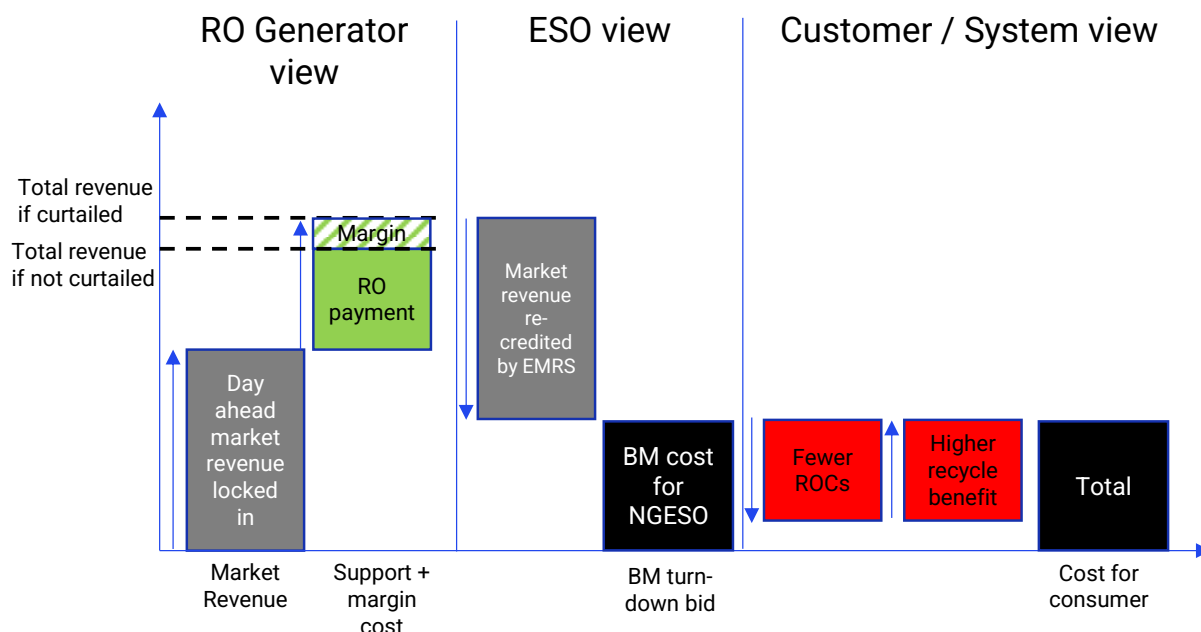 RO Generator
view
ESO view
Customer / System view
Total revenue
if curtailed
Total revenue
if not curtailed
Margin
RO
payment
Day
ahead
market
revenue
locked
in
Market
revenue
re-
credited
by EMRS
BM cost
for
NGESO
Fewer
ROCs
Higher
recycle
benefit
Total
Market
Revenue
Support +
margin
cost
BM turn-
down bid
Cost for
consumer